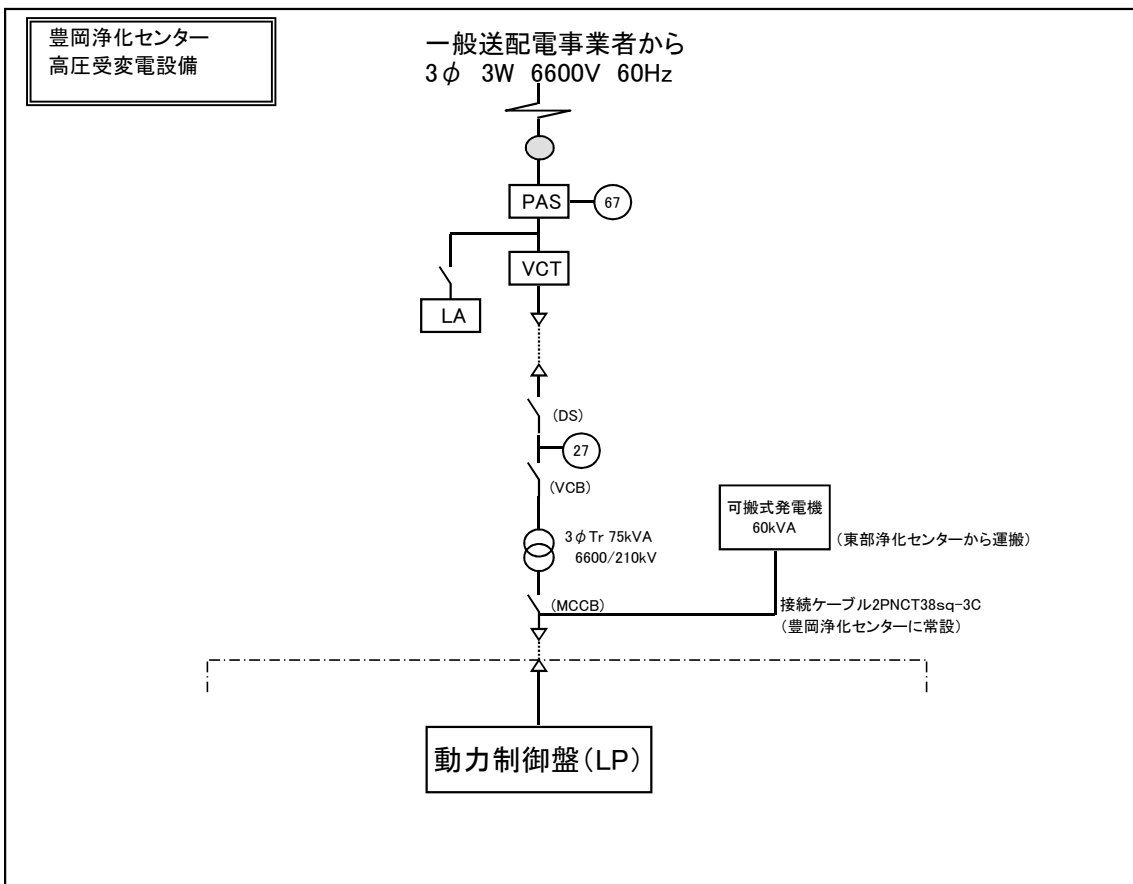 豊岡浄化センター
高圧受変電設備
一般送配電事業者から
3φ 3W 6600V 60Hz
PAS
67
VCT
LA
(DS)
27
(VCB)
3φTr 75kVA
6600/210kV
可搬式発電機
60kVA
(東部浄化センターから運搬)
(MCCB)
接続ケーブル2PNCT38sq-3C
(豊岡浄化センターに常設)
動力制御盤(LP)